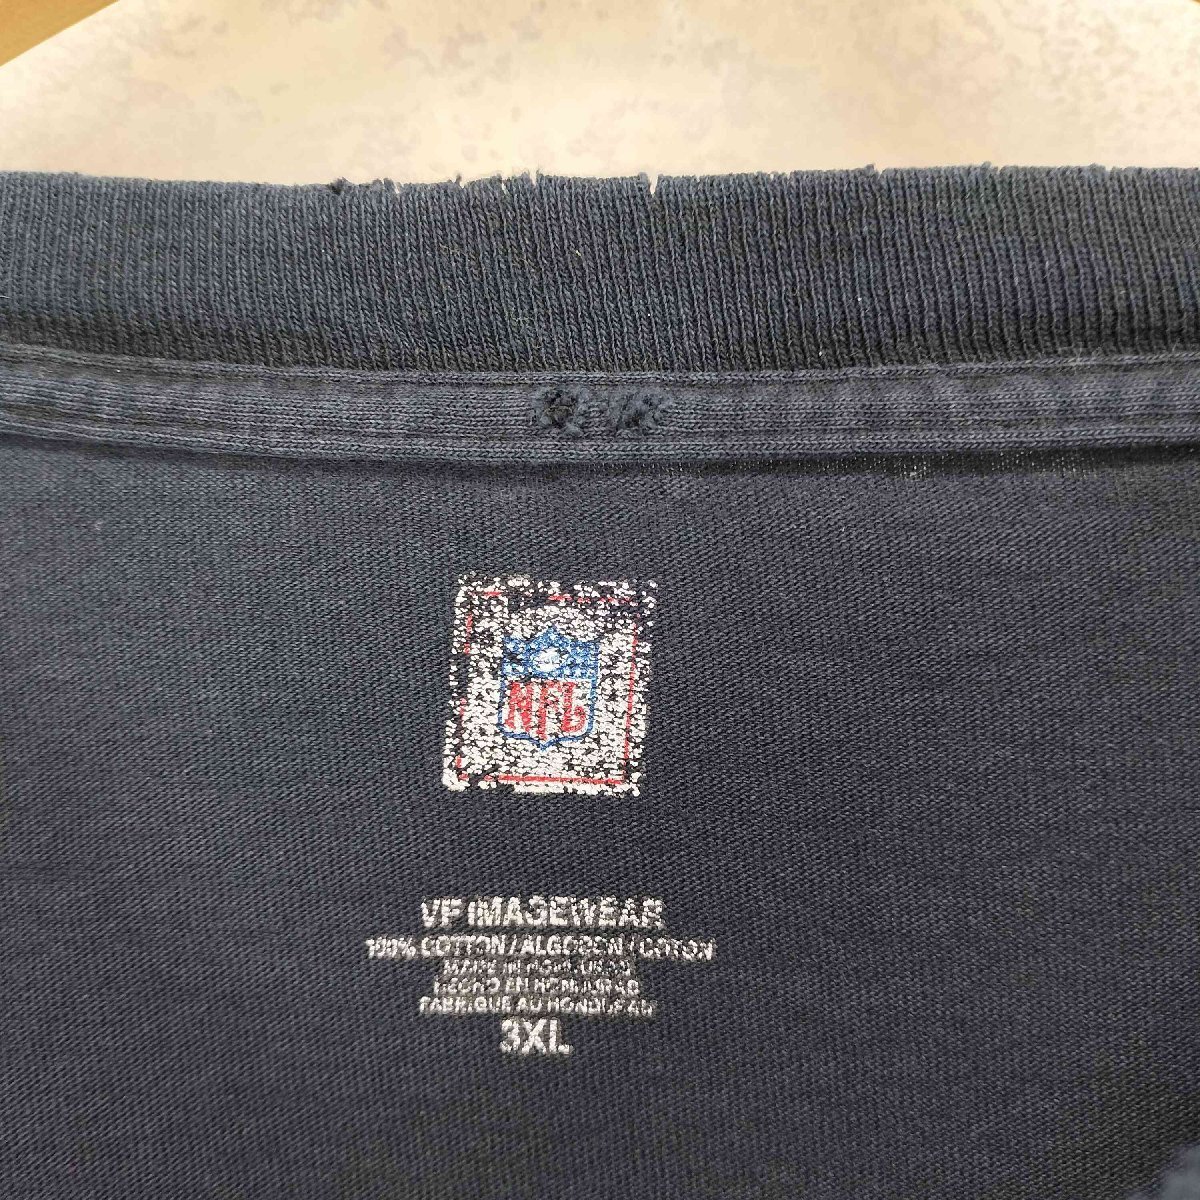 NFL
VF IMAGEWEAR
100% COTTON / ALGODON / COTON
MADE IN HONDURAS
HECHO EN HONDURAS
FABRIQUE AU HONDURAS
3XL